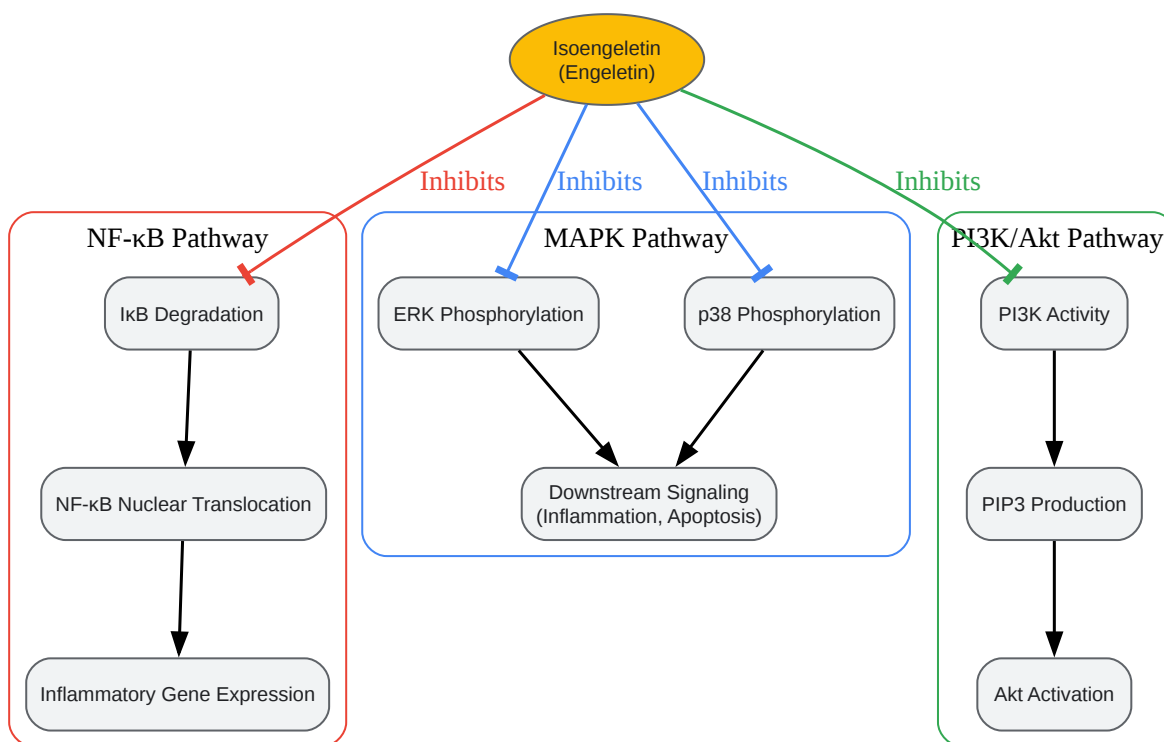 Isoengeletin
(Engeletin)
Inhibits
Inhibits
Inhibits
Inhibits
NF-κB Pathway
MAPK Pathway
PI3K/Akt Pathway
IκB Degradation
ERK Phosphorylation
p38 Phosphorylation
PI3K Activity
NF-κB Nuclear Translocation
Downstream Signaling
(Inflammation, Apoptosis)
PIP3 Production
Inflammatory Gene Expression
Akt Activation